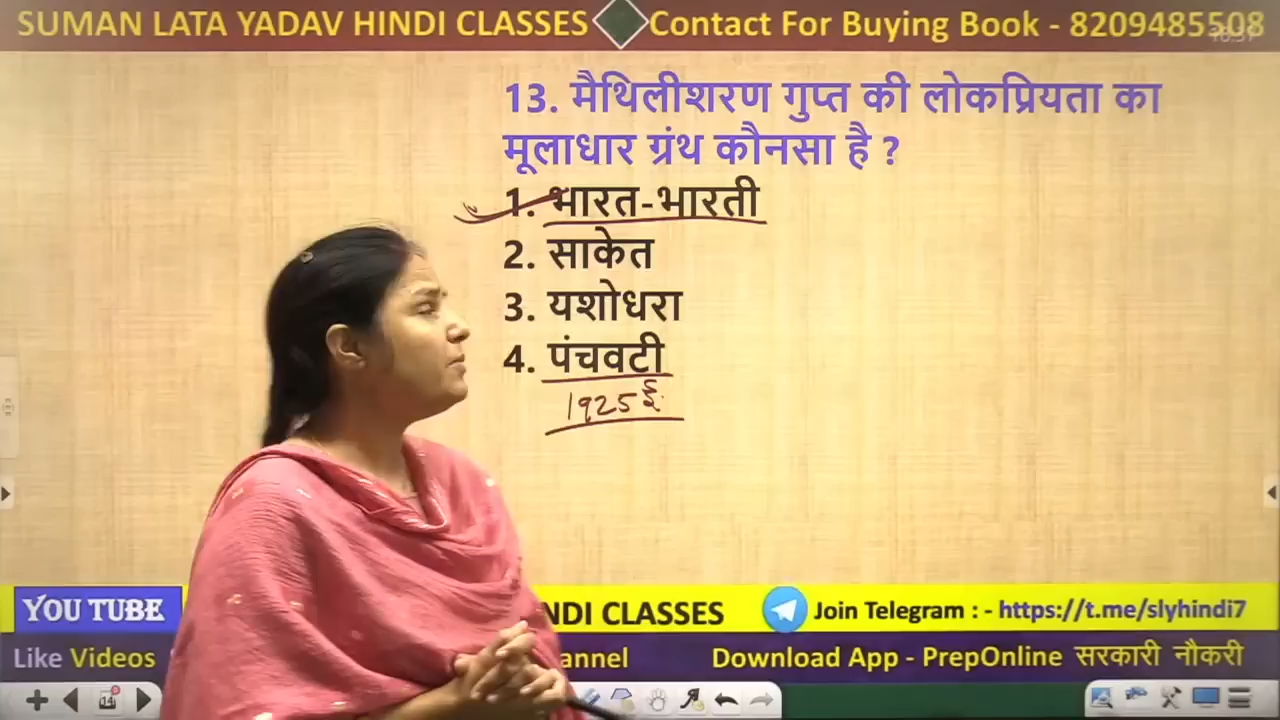 SUMAN LATA YADAV HINDI CLASSES Contact For Buying Book - 8209485508
13. मैथिलीशरण गुप्त की लोकप्रियता का
मूलाधार ग्रंथ कौनसा है ?
1. भारत-भारती
2. साकेत
3. यशोधरा
4. पंचवटी
1925 ई.
YOU TUBE NDI CLASSES Join Telegram : - https://t.me/slyhindi7
Like Videos annel Download App - PrepOnline सरकारी नौकरी
14